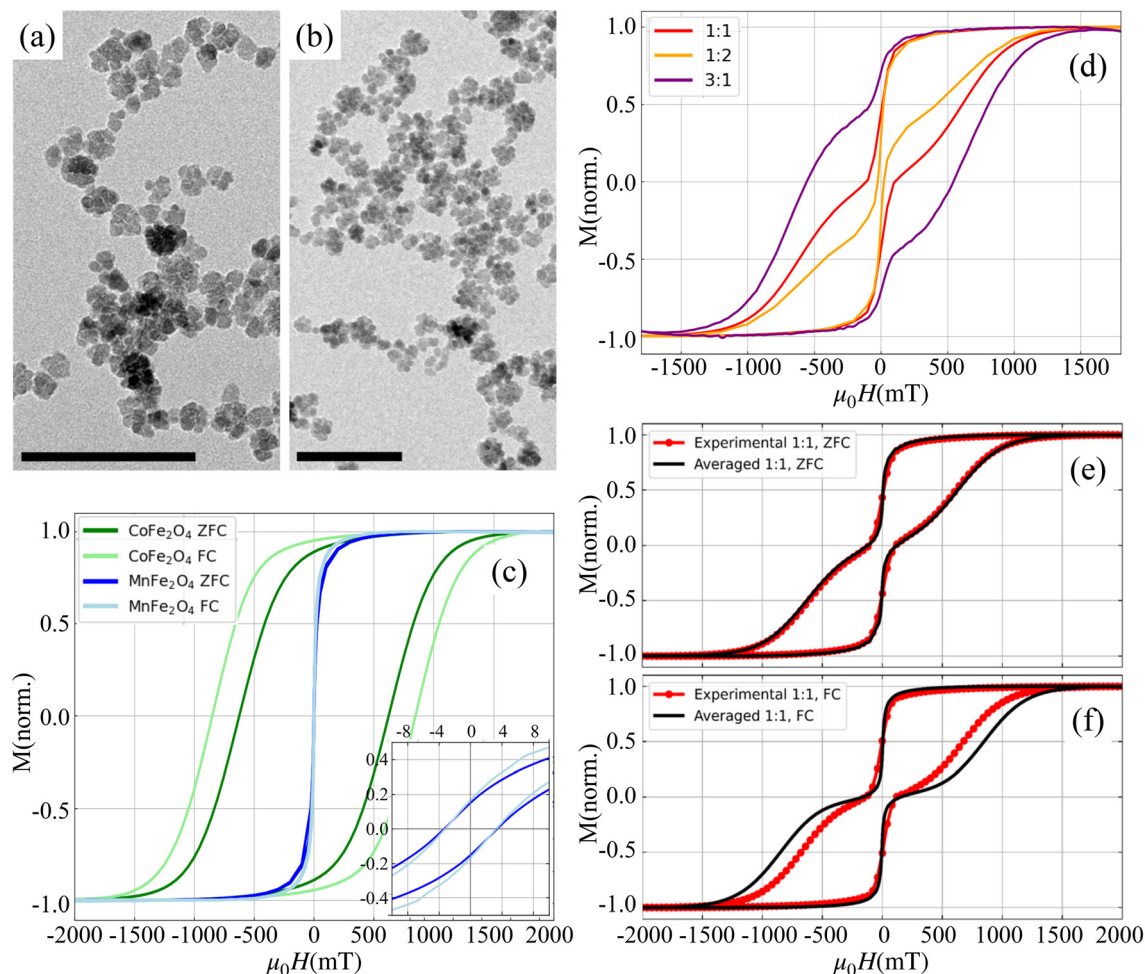 (a)
(b)
1.0
0.5
0.0
-0.5
-1.0
M(norm.)
1:1
1:2
3:1
(d)
-1500 -1000 -500 0 500 1000 1500
μ₀H(mT)
1.0
0.5
0.0
-0.5
-1.0
M(norm.)
CoFe₂O₄ ZFC
CoFe₂O₄ FC
MnFe₂O₄ ZFC
MnFe₂O₄ FC
(c)
-8 -4 0 4 8
0.4
0.2
0.0
-0.2
-0.4
-2000 -1500 -1000 -500 0 500 1000 1500 2000
μ₀H(mT)
1.0
0.5
0.0
-0.5
-1.0
M(norm.)
Experimental 1:1, ZFC
Averaged 1:1, ZFC
(e)
1.0
0.5
0.0
-0.5
-1.0
M(norm.)
Experimental 1:1, FC
Averaged 1:1, FC
(f)
-2000 -1500 -1000 -500 0 500 1000 1500 2000
μ₀H(mT)